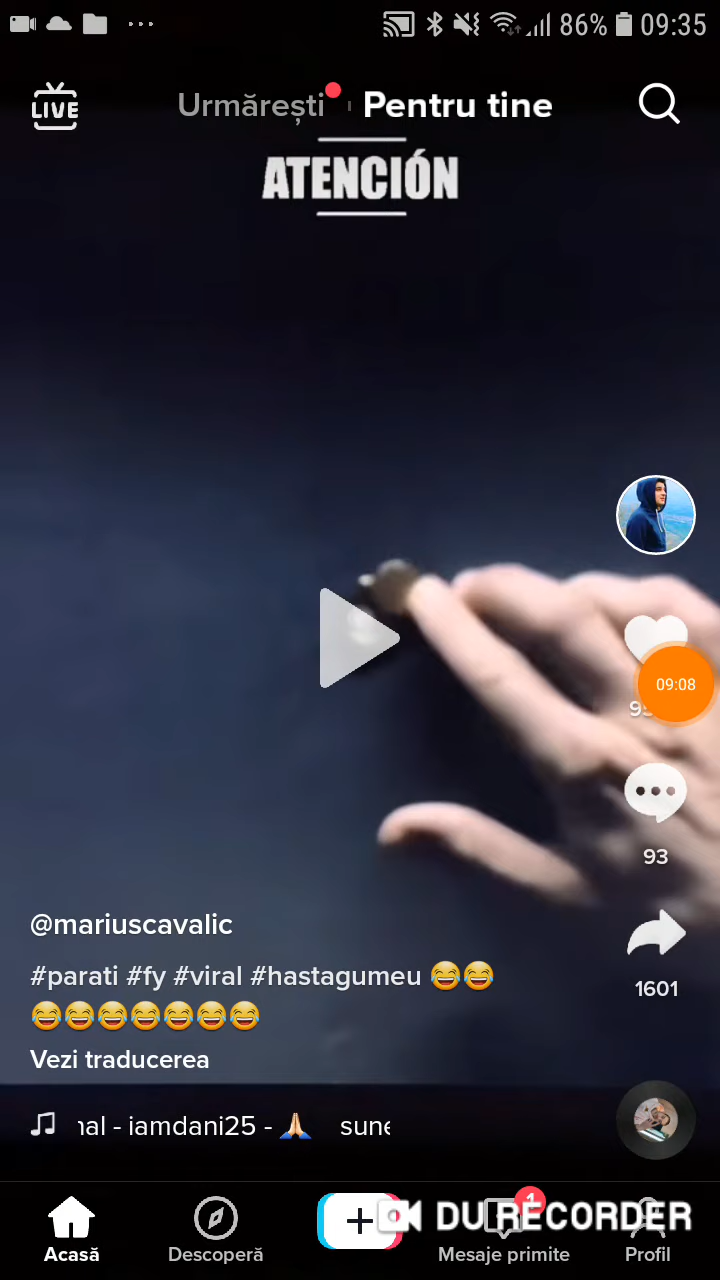 86% 09:35
LIVE Urmărești Pentru tine
ATENCIÓN
09:08
93
@mariuscavalic
#parati #fy #viral #hastagumeu 😂😂
😂😂😂😂😂😂😂
1601
Vezi traducerea
nal - iamdani25 - 🙏 sune
1
DU RECORDER
Acasă Descoperă Mesaje primite Profil